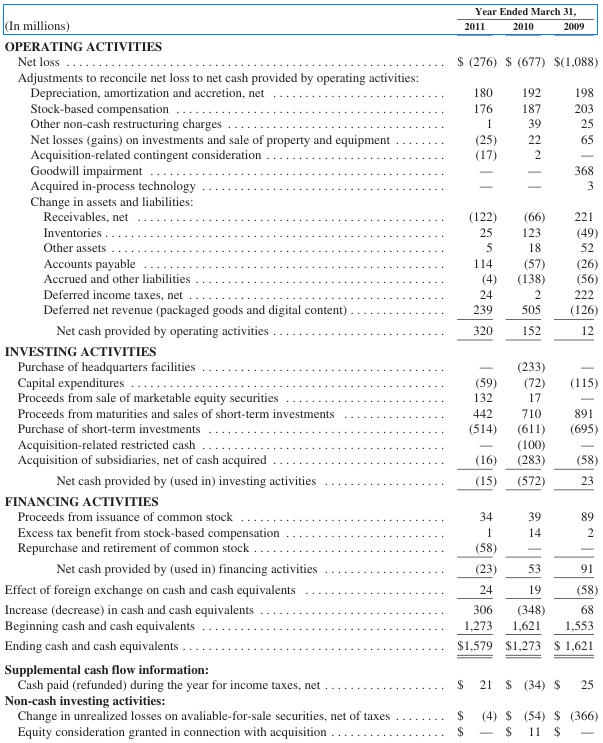 Year Ended March 31,
(In millions) 2011 2010 2009
OPERATING ACTIVITIES
Net loss $ (276) $ (677) $(1,088)
Adjustments to reconcile net loss to net cash provided by operating activities:
Depreciation, amortization and accretion, net 180 192 198
Stock-based compensation 176 187 203
Other non-cash restructuring charges 1 39 25
Net losses (gains) on investments and sale of property and equipment (25) 22 65
Acquisition-related contingent consideration (17) 2 —
Goodwill impairment — — 368
Acquired in-process technology — — 3
Change in assets and liabilities:
Receivables, net (122) (66) 221
Inventories 25 123 (49)
Other assets 5 18 52
Accounts payable 114 (57) (26)
Accrued and other liabilities (4) (138) (56)
Deferred income taxes, net 24 2 222
Deferred net revenue (packaged goods and digital content) 239 505 (126)
Net cash provided by operating activities 320 152 12
INVESTING ACTIVITIES
Purchase of headquarters facilities — (233) —
Capital expenditures (59) (72) (115)
Proceeds from sale of marketable equity securities 132 17 —
Proceeds from maturities and sales of short-term investments 442 710 891
Purchase of short-term investments (514) (611) (695)
Acquisition-related restricted cash — (100) —
Acquisition of subsidiaries, net of cash acquired (16) (283) (58)
Net cash provided by (used in) investing activities (15) (572) 23
FINANCING ACTIVITIES
Proceeds from issuance of common stock 34 39 89
Excess tax benefit from stock-based compensation 1 14 2
Repurchase and retirement of common stock (58) — —
Net cash provided by (used in) financing activities (23) 53 91
Effect of foreign exchange on cash and cash equivalents 24 19 (58)
Increase (decrease) in cash and cash equivalents 306 (348) 68
Beginning cash and cash equivalents 1,273 1,621 1,553
Ending cash and cash equivalents $1,579 $1,273 $ 1,621
Supplemental cash flow information:
Cash paid (refunded) during the year for income taxes, net $ 21 $ (34) $ 25
Non-cash investing activities:
Change in unrealized losses on avaliable-for-sale securities, net of taxes $ (4) $ (54) $ (366)
Equity consideration granted in connection with acquisition $ — $ 11 $ —